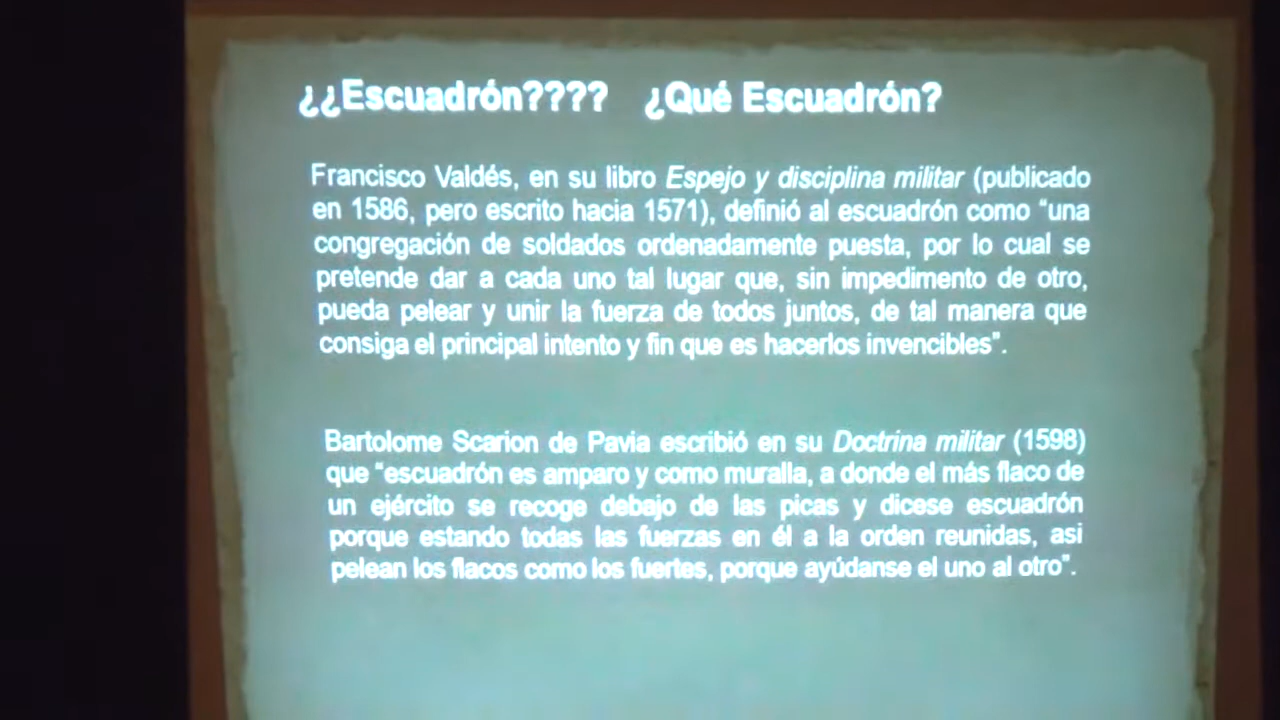 ¿¿Escuadrón???? ¿Qué Escuadrón?
Francisco Valdés, en su libro Espejo y disciplina militar (publicado
en 1586, pero escrito hacia 1571), definió al escuadrón como “una
congregación de soldados ordenadamente puesta, por lo cual se
pretende dar a cada uno tal lugar que, sin impedimento de otro,
pueda pelear y unir la fuerza de todos juntos, de tal manera que
consiga el principal intento y fin que es hacerlos invencibles”.
Bartolome Scarion de Pavia escribió en su Doctrina militar (1598)
que “escuadrón es amparo y como muralla, a donde el más flaco de
un ejército se recoge debajo de las picas y dicese escuadrón
porque estando todas las fuerzas en él a la orden reunidas, asi
pelean los flacos como los fuertes, porque ayúdanse el uno al otro”.